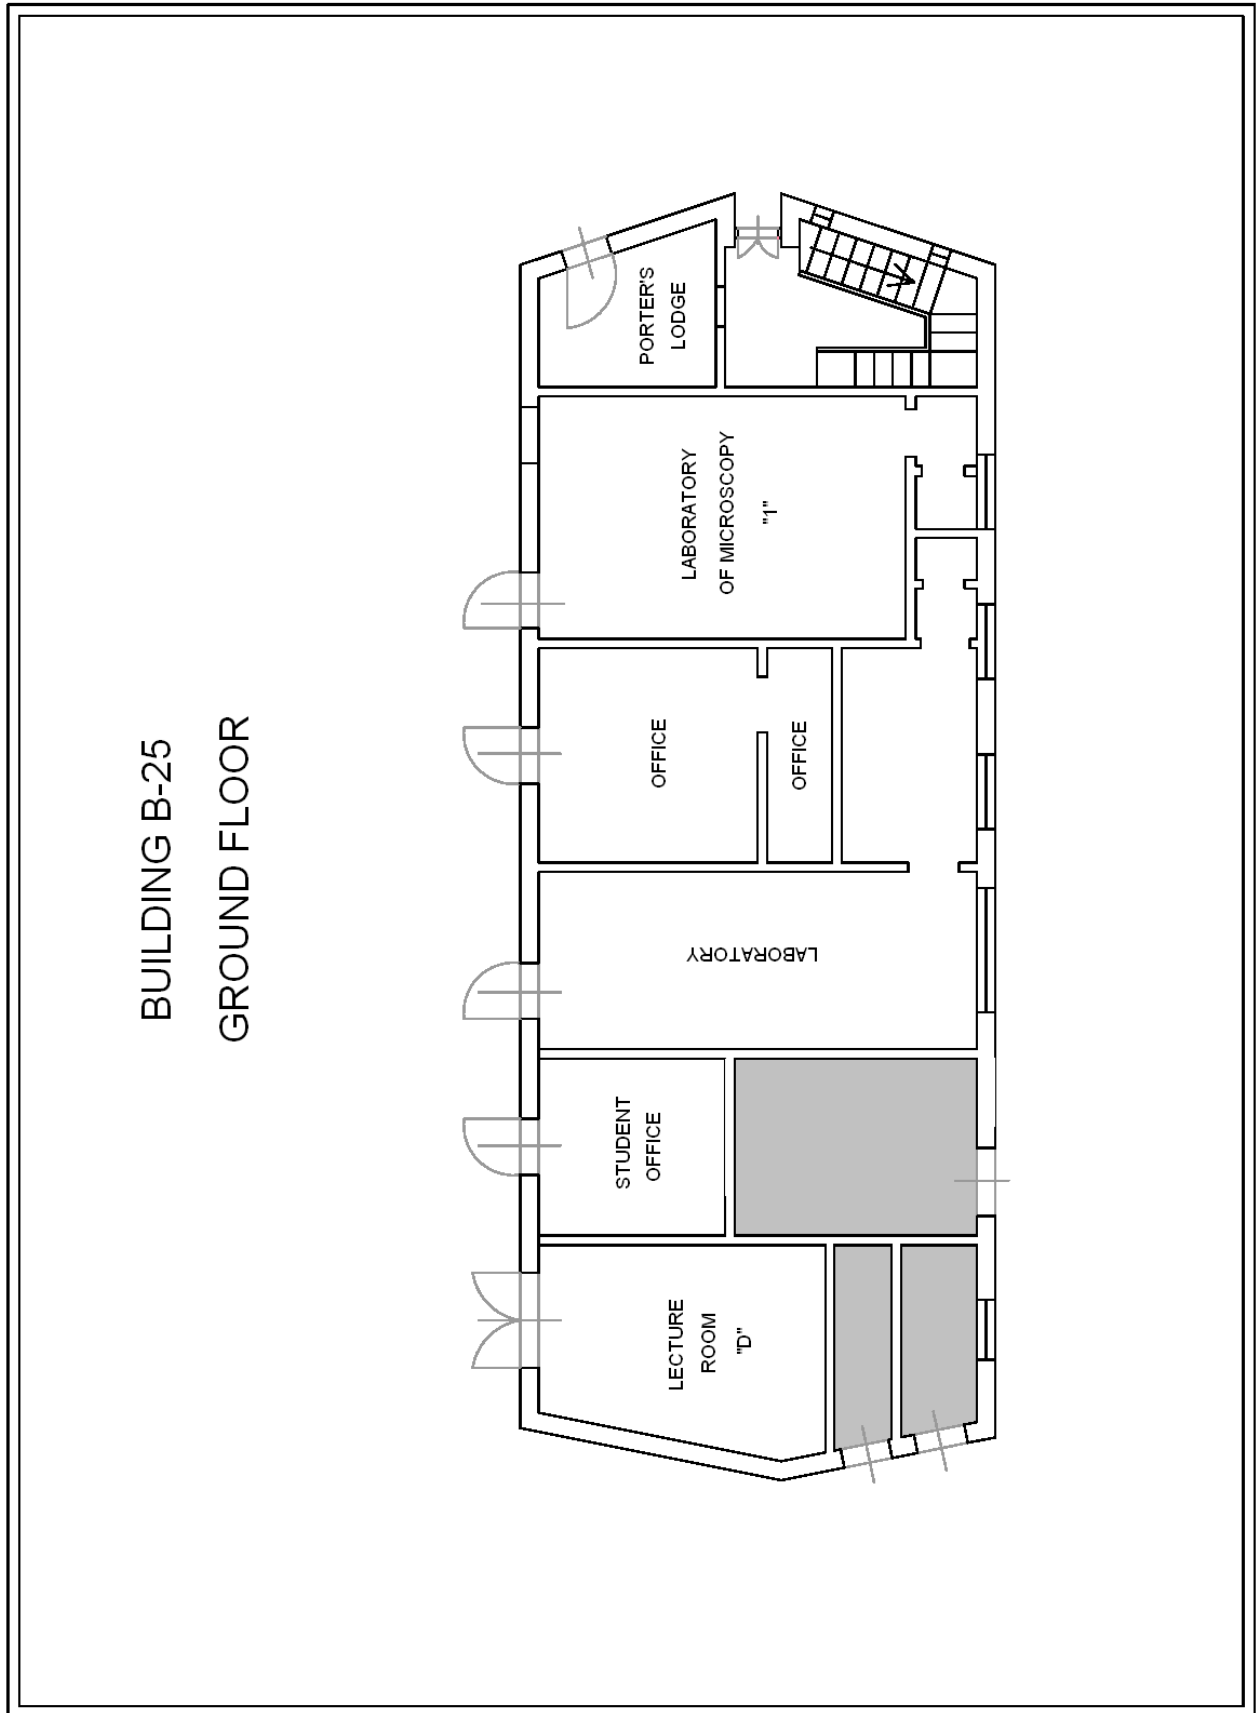 BUILDING B-25
GROUND FLOOR
LECTURE
ROOM
"D"
STUDENT
OFFICE
LABORATORY
OFFICE
OFFICE
LABORATORY
OF MICROSCOPY
"1"
PORTER'S
LODGE